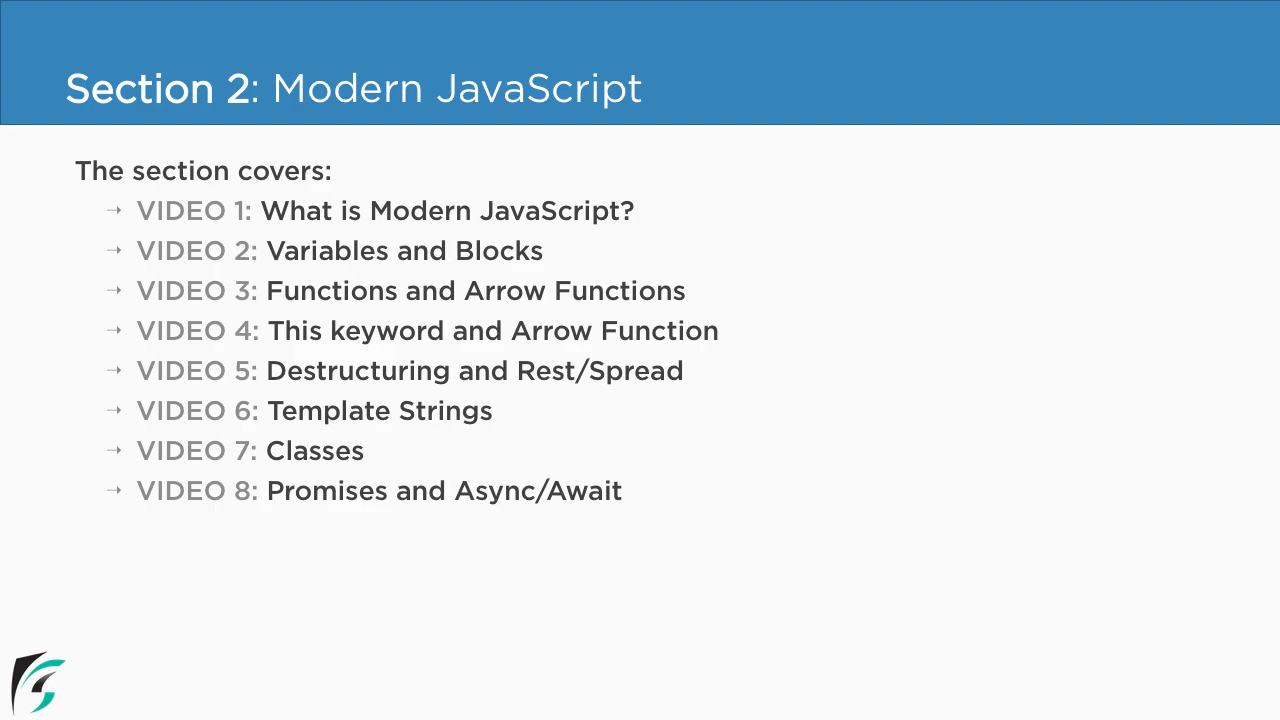 Section 2: Modern JavaScript
The section covers:
→ VIDEO 1: What is Modern JavaScript?
→ VIDEO 2: Variables and Blocks
→ VIDEO 3: Functions and Arrow Functions
→ VIDEO 4: This keyword and Arrow Function
→ VIDEO 5: Destructuring and Rest/Spread
→ VIDEO 6: Template Strings
→ VIDEO 7: Classes
→ VIDEO 8: Promises and Async/Await